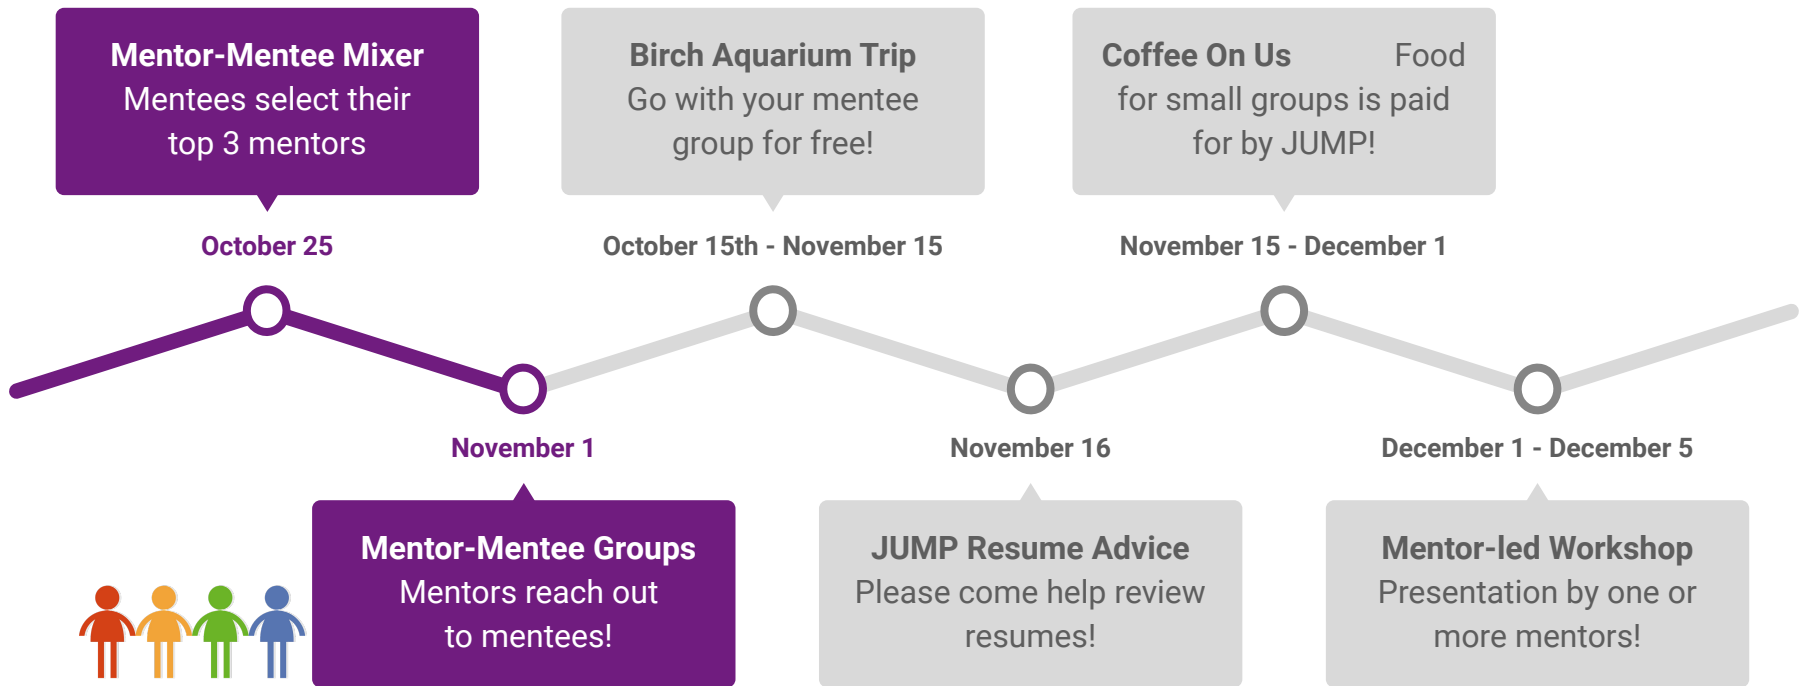 Mentor-Mentee Mixer
Mentees select their
top 3 mentors
October 25
Birch Aquarium Trip
Go with your mentee
group for free!
October 15th - November 15
Coffee On Us Food
for small groups is paid
for by JUMP!
November 15 - December 1
November 1
Mentor-Mentee Groups
Mentors reach out
to mentees!
November 16
JUMP Resume Advice
Please come help review
resumes!
December 1 - December 5
Mentor-led Workshop
Presentation by one or
more mentors!